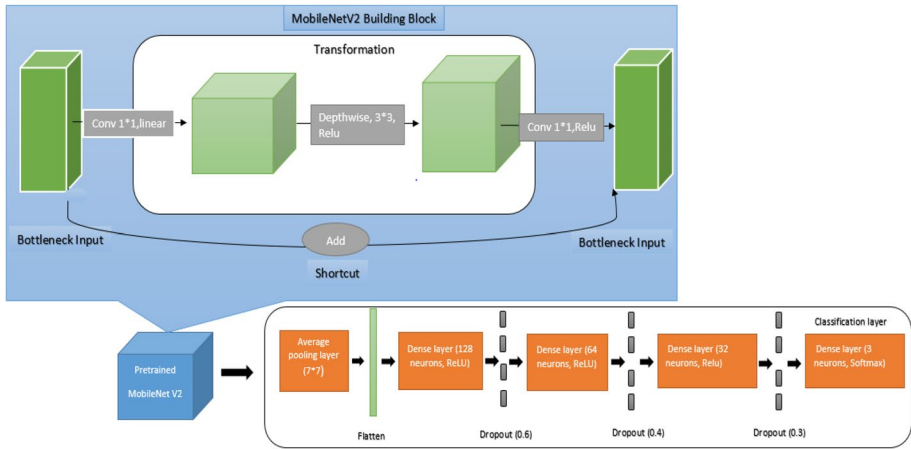 MobileNetV2 Building Block
Transformation
Conv 1*1,linear
Depthwise, 3*3,
Relu
Conv 1*1,Relu
Bottleneck Input
Add
Bottleneck Input
Shortcut
Pretrained
MobileNet V2
Average
pooling layer
(7*7)
Flatten
Dense layer (128
neurons, ReLU)
Dropout (0.6)
Dense layer (64
neurons, ReLU)
Dropout (0.4)
Dense layer (32
neurons, Relu)
Dropout (0.3)
Classification layer
Dense layer (3
neurons, Softmax)